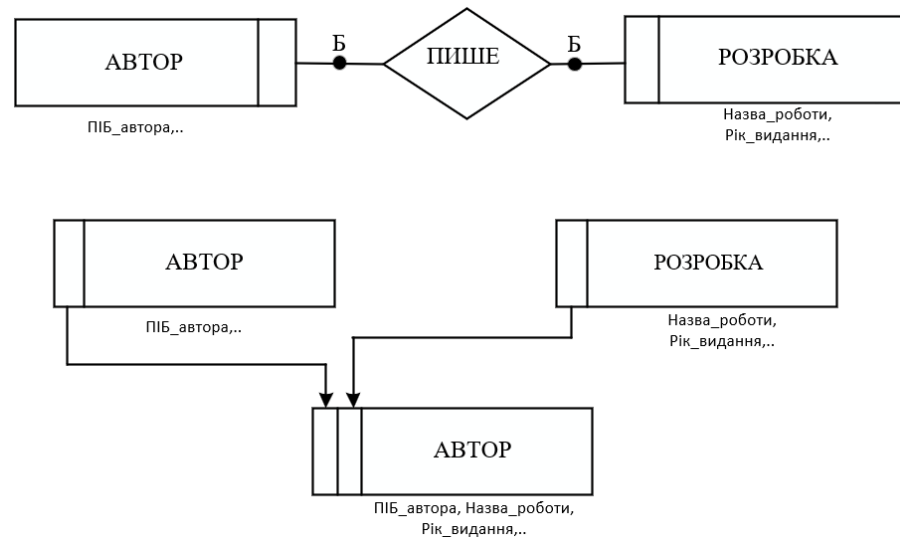 АВТОР
Б
ПИШЕ
Б
РОЗРОБКА
ПІБ_автора,..
Назва_роботи,
Рік_видання,..
АВТОР
РОЗРОБКА
ПІБ_автора,..
Назва_роботи,
Рік_видання,..
АВТОР
ПІБ_автора, Назва_роботи,
Рік_видання,..